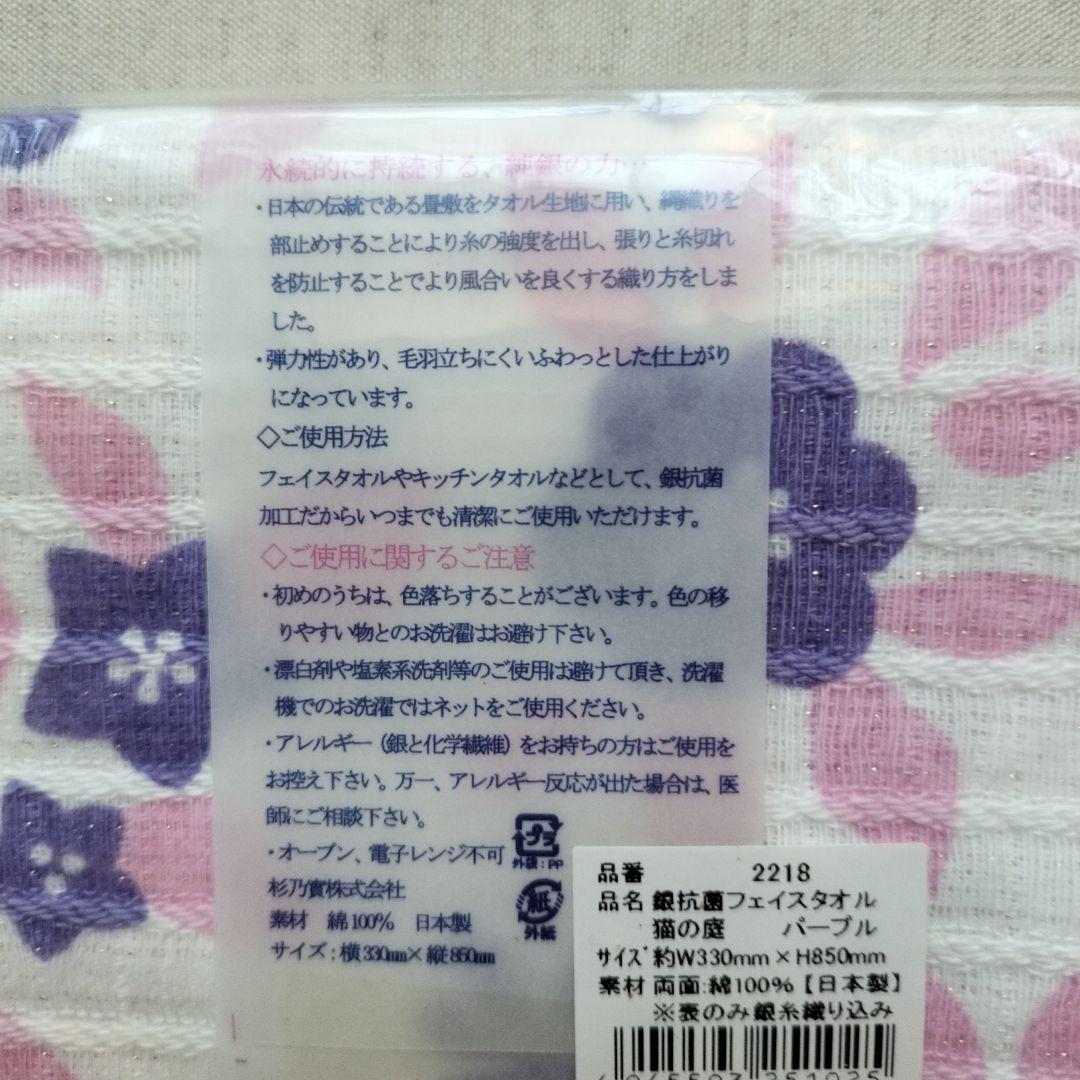 永続的に持続する、純銀の力…
・日本の伝統である畳敷をタオル生地に用い、縄織りを
部止めすることにより糸の強度を出し、張りと糸切れ
を防止することでより風合いを良くする織り方をしま
した。
・弾力性があり、毛羽立ちにくいふわっとした仕上がり
になっています。
◇ご使用方法
フェイスタオルやキッチンタオルなどとして、銀抗菌
加工だからいつまでも清潔にご使用いただけます。
◇ご使用に関するご注意
・初めのうちは、色落ちすることがございます。色の移
りやすい物とのお洗濯はお避け下さい。
・漂白剤や塩素系洗剤等のご使用は避けて頂き、洗濯
機でのお洗濯ではネットをご使用ください。
・アレルギー（銀と化学繊維）をお持ちの方はご使用を
お控え下さい。万一、アレルギー反応が出た場合は、医
師にご相談下さい。
・オーブン、電子レンジ不可
杉乃實株式会社
素材 綿100% 日本製
サイズ：横330mm×縦850mm
プラ
外袋：PP
紙
外紙
品番 2218
品名 銀抗菌フェイスタオル
猫の庭 パープル
サイズ 約W330mm×H850mm
素材 両面:綿100%【日本製】
※表のみ銀糸織り込み